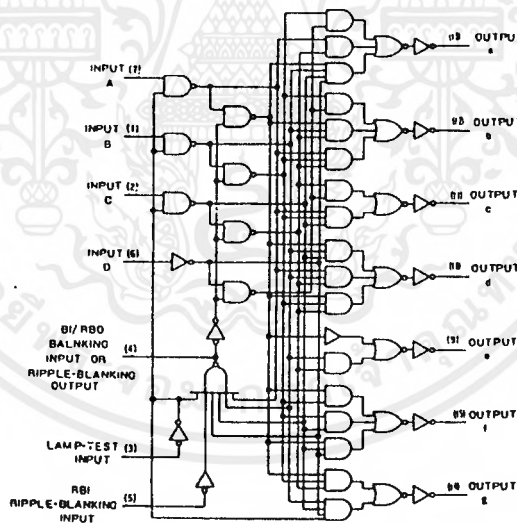 INPUT (7)
A
INPUT (1)
B
INPUT (2)
C
INPUT (6)
D
BI/RBO (4)
BALNKING
INPUT OR
RIPPLE-BLANKING
OUTPUT
LAMP-TEST (3)
INPUT
RBI (5)
RIPPLE-BLANKING
INPUT
OUTPUT
a
OUTPUT
b
OUTPUT
c
OUTPUT
d
(9) OUTPUT
e
OUTPUT
f
OUTPUT
g